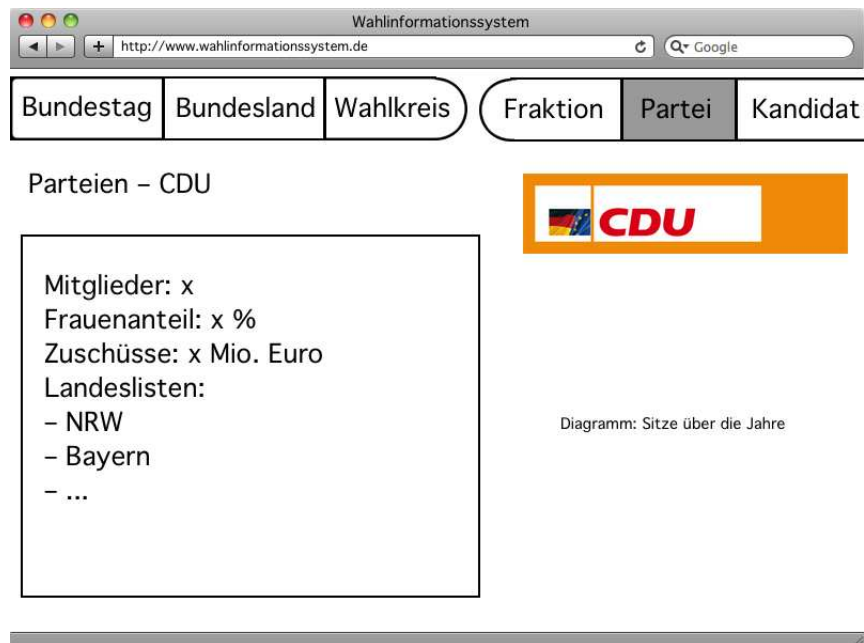 Wahlinformationssystem
http://www.wahlinformationssystem.de
Google
Bundestag Bundesland Wahlkreis Fraktion Partei Kandidat
Parteien – CDU
CDU
Mitglieder: x
Frauenanteil: x %
Zuschüsse: x Mio. Euro
Landeslisten:
– NRW
– Bayern
– ...
Diagramm: Sitze über die Jahre